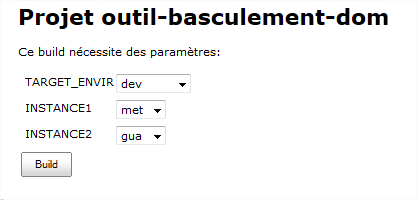 Projet outil-basculement-dom
Ce build nécessite des paramètres:
TARGET_ENVIR dev
INSTANCE1 met
INSTANCE2 gua
Build